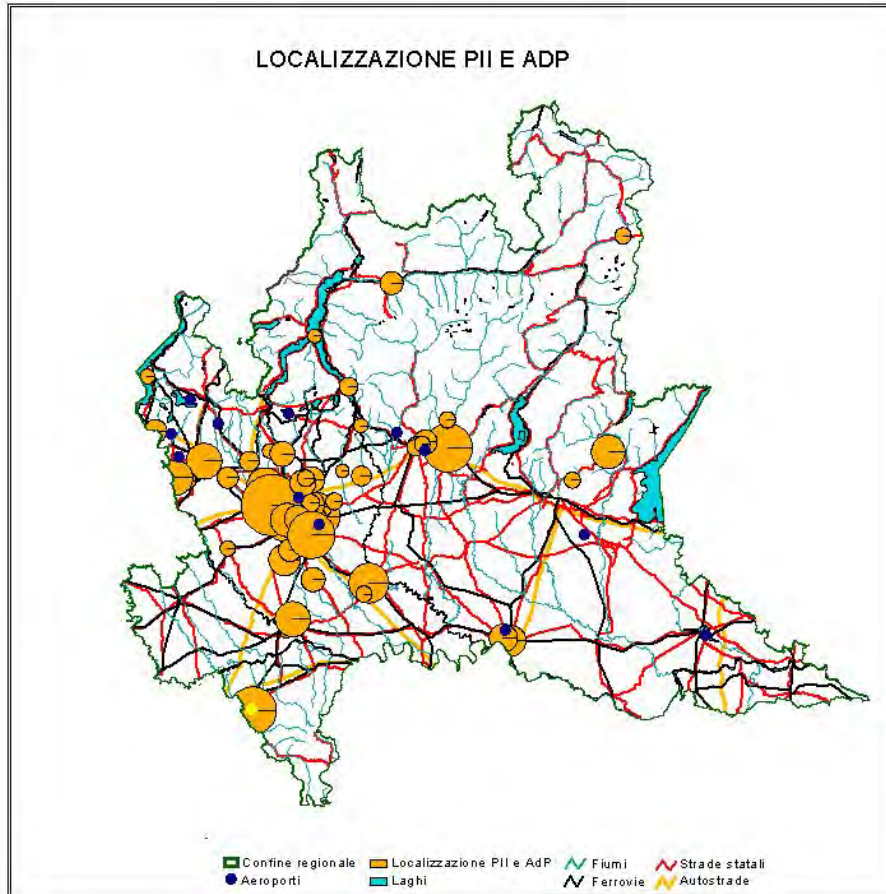 LOCALIZZAZIONE PII E ADP
Confine regionale Localizzazione PII e AdP Fiumi Strade statali
Aeroporti Laghi Ferrovie Autostrade